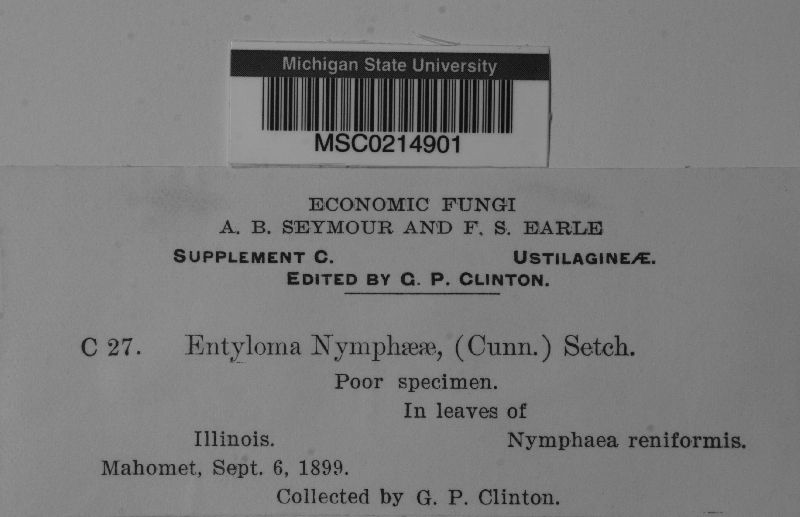 Michigan State University
MSC0214901
ECONOMIC FUNGI
A. B. SEYMOUR AND F. S. EARLE
SUPPLEMENT C. USTILAGINEÆ.
EDITED BY G. P. CLINTON.
C 27. Entyloma Nymphææ, (Cunn.) Setch.
Poor specimen.
In leaves of
Illinois. Nymphaea reniformis.
Mahomet, Sept. 6, 1899.
Collected by G. P. Clinton.